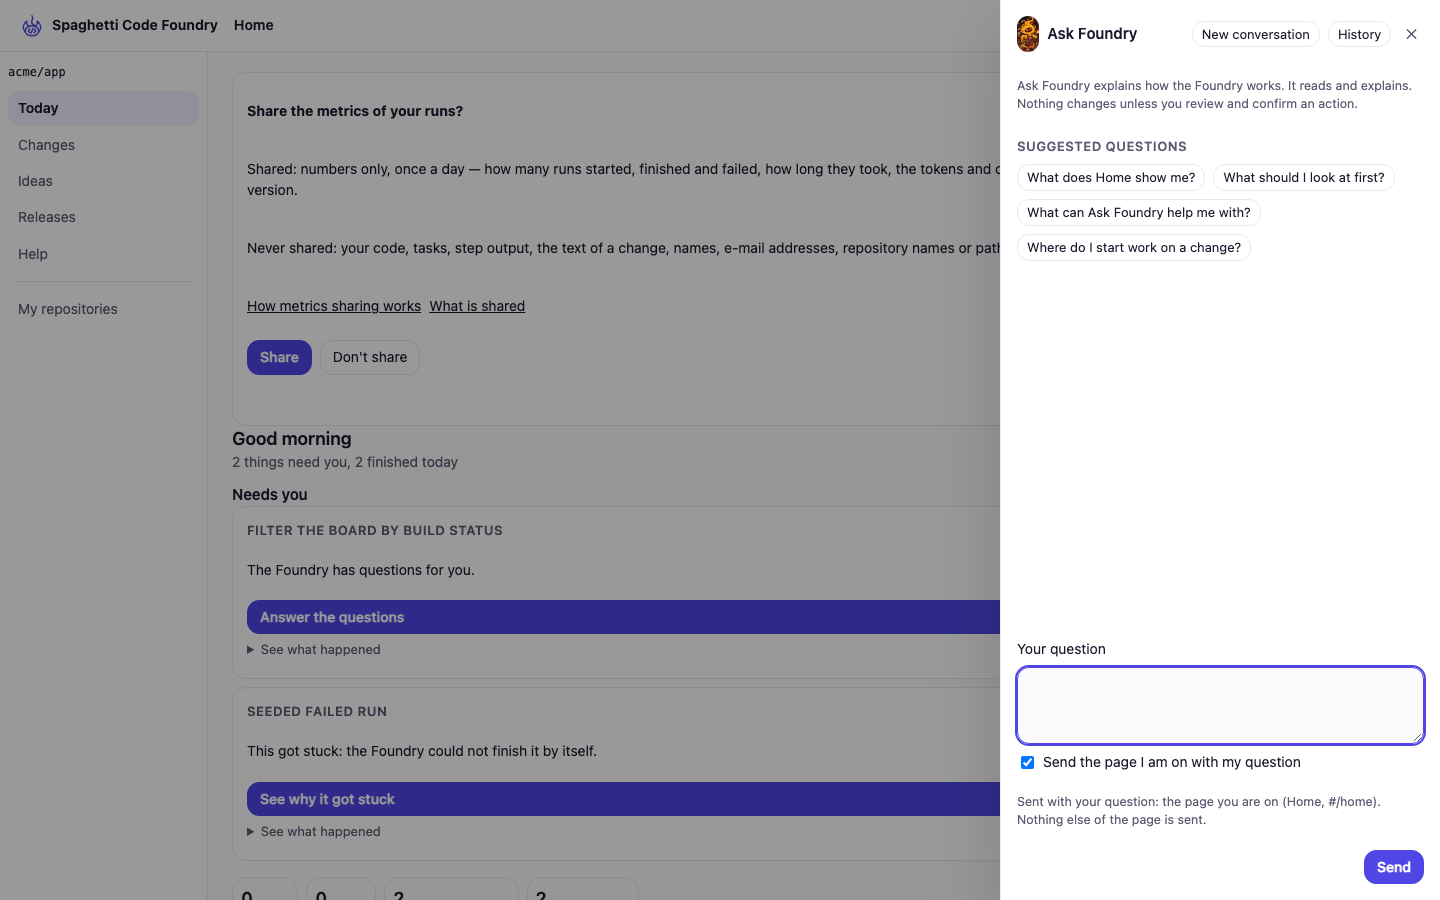 Spaghetti Code Foundry
Home
acme/app
Today
Changes
Ideas
Releases
Help
My repositories
Share the metrics of your runs?
Shared: numbers only, once a day — how many runs started, finished and failed, how long they took, the tokens and
version.
Never shared: your code, tasks, step output, the text of a change, names, e-mail addresses, repository names or
How metrics sharing works What is shared
Share
Don't share
Good morning
2 things need you, 2 finished today
Needs you
FILTER THE BOARD BY BUILD STATUS
The Foundry has questions for you.
Answer the questions
See what happened
SEEDED FAILED RUN
This got stuck: the Foundry could not finish it by itself.
See why it got stuck
See what happened
Ask Foundry
New conversation
History
Ask Foundry explains how the Foundry works. It reads and explains.
Nothing changes unless you review and confirm an action.
SUGGESTED QUESTIONS
What does Home show me?
What should I look at first?
What can Ask Foundry help me with?
Where do I start work on a change?
Your question
Send the page I am on with my question
Sent with your question: the page you are on (Home, #/home).
Nothing else of the page is sent.
Send